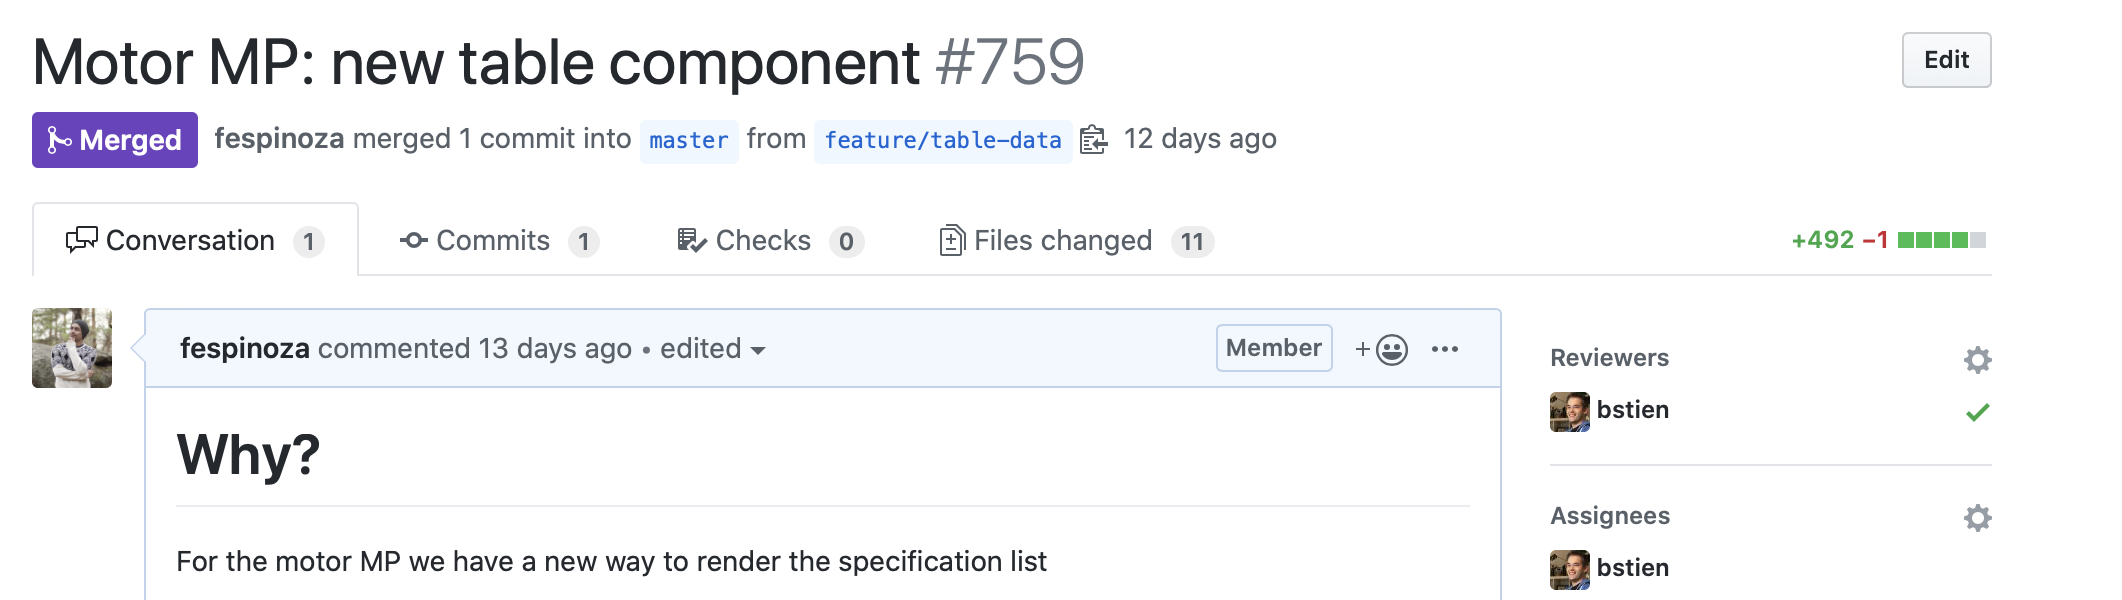 Motor MP: new table component #759
Edit
Merged fespinoza merged 1 commit into master from feature/table-data 12 days ago
Conversation 1 Commits 1 Checks 0 Files changed 11 +492 −1
fespinoza commented 13 days ago • edited Member
Reviewers
bstien
Why?
Assignees
For the motor MP we have a new way to render the specification list
bstien